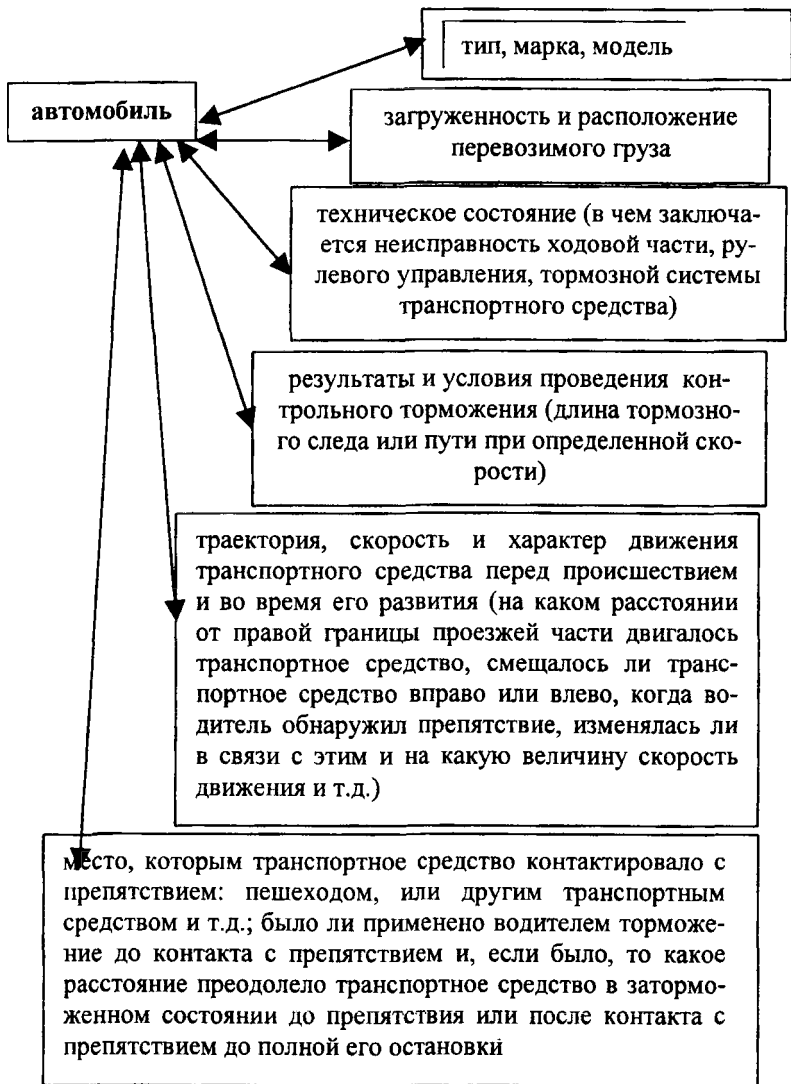 тип, марка, модель
автомобиль
загруженность и расположение
перевозимого груза
техническое состояние (в чем заключа-
ется неисправность ходовой части, ру-
левого управления, тормозной системы
транспортного средства)
результаты и условия проведения кон-
трольного торможения (длина тормозно-
го следа или пути при определенной ско-
рости)
траектория, скорость и характер движения
транспортного средства перед происшествием
и во время его развития (на каком расстоянии
от правой границы проезжей части двигалось
транспортное средство, смещалось ли транс-
портное средство вправо или влево, когда во-
дитель обнаружил препятствие, изменялась ли
в связи с этим и на какую величину скорость
движения и т.д.)
место, которым транспортное средство контактировало с
препятствием: пешеходом, или другим транспортным
средством и т.д.; было ли применено водителем торможе-
ние до контакта с препятствием и, если было, то какое
расстояние преодолело транспортное средство в затормо-
женном состоянии до препятствия или после контакта с
препятствием до полной его остановки